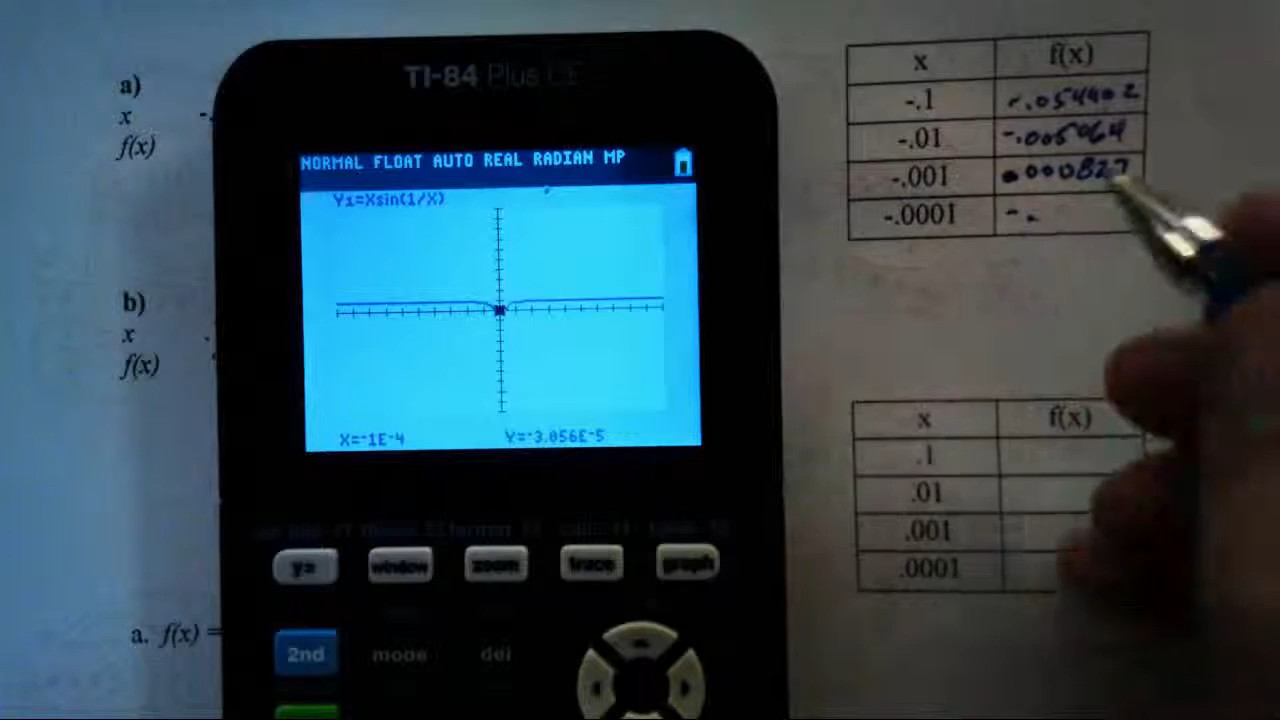 TI-84 Plus CE
NORMAL FLOAT AUTO REAL RADIAN MP
Y1=Xsin(1/X)
X=-1E-4 Y=-3.056E-5
y= window zoom trace graph
2nd mode del
a)
x -.
f(x)
b)
x .
f(x)
a. f(x) =
x f(x)
-.1 -.054402
-.01 -.005064
-.001 .000827
-.0001 -.
x f(x)
.1
.01
.001
.0001